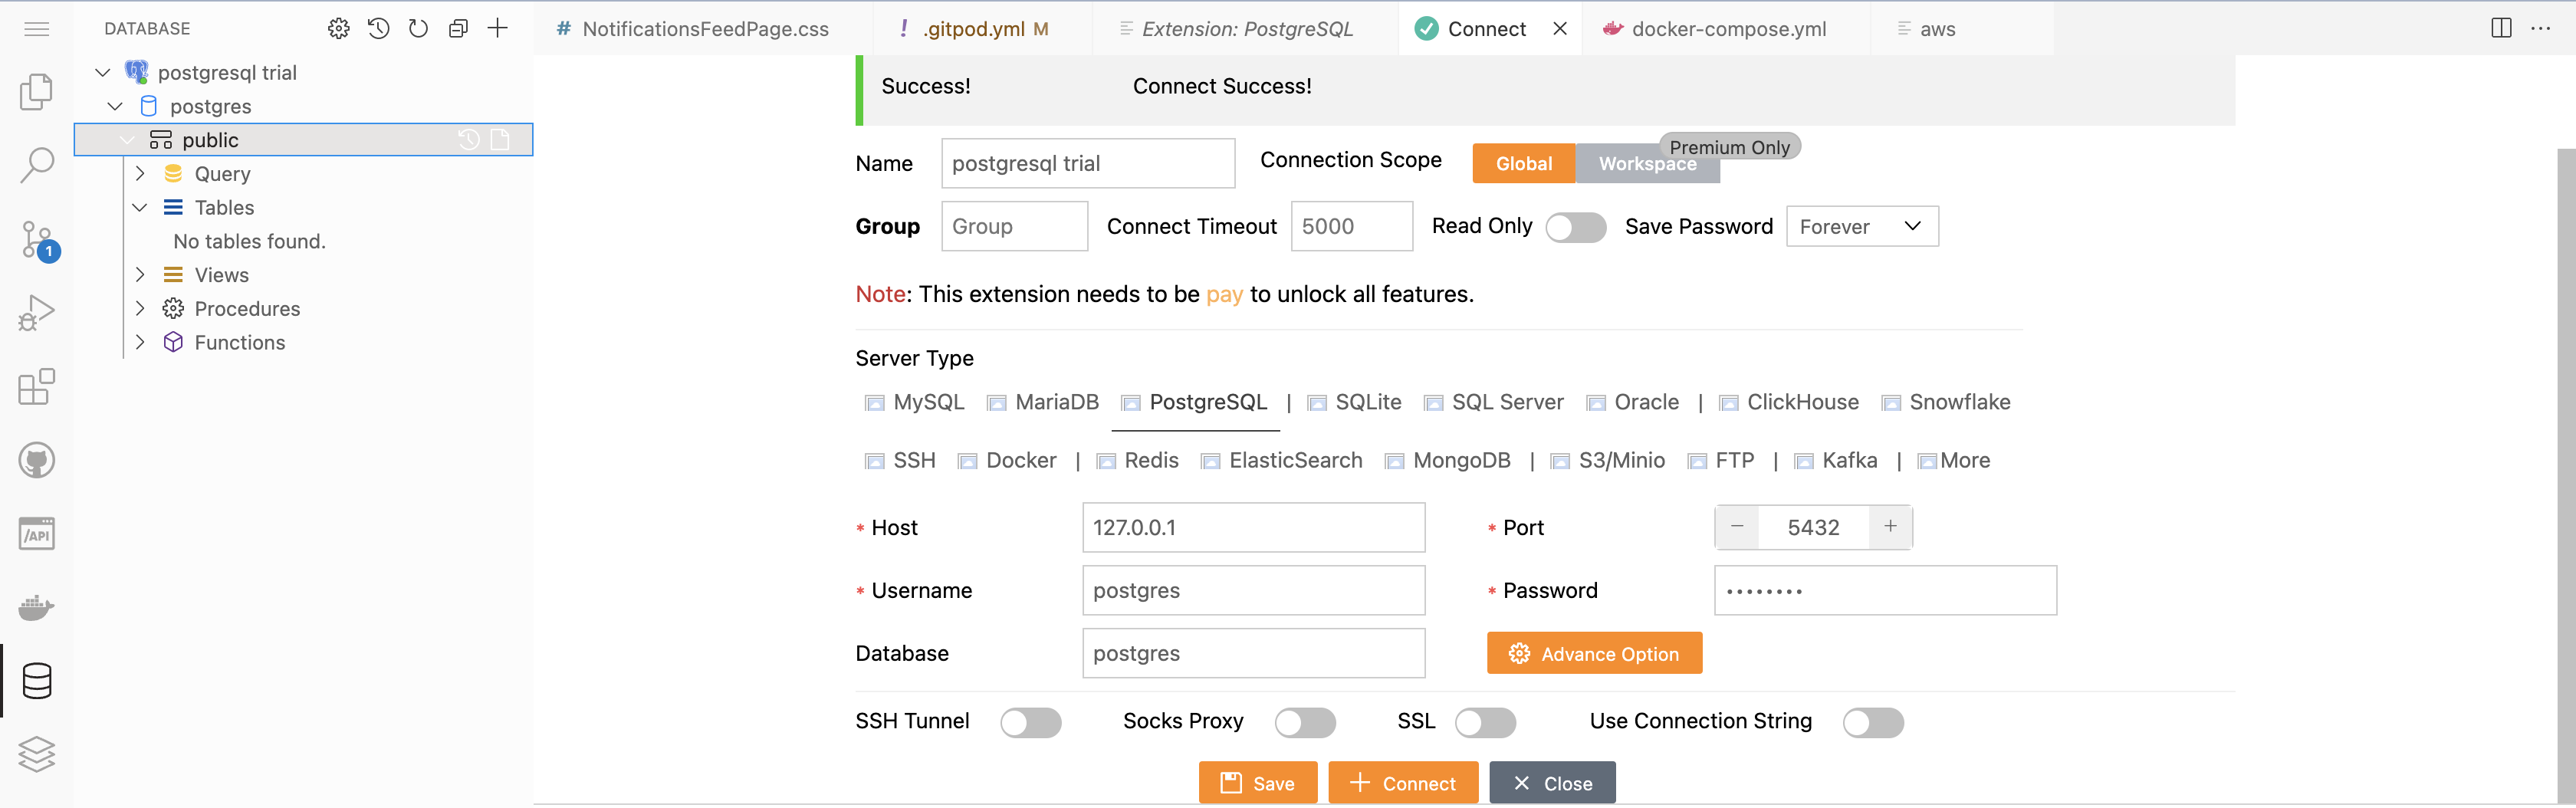 DATABASE
# NotificationsFeedPage.css
! .gitpod.yml M
Extension: PostgreSQL
Connect
docker-compose.yml
aws
postgresql trial
postgres
public
Query
Tables
No tables found.
Views
Procedures
Functions
1
/API
Success! Connect Success!
Name postgresql trial Connection Scope Global Workspace Premium Only
Group Group Connect Timeout 5000 Read Only Save Password Forever
Note: This extension needs to be pay to unlock all features.
Server Type
MySQL MariaDB PostgreSQL | SQLite SQL Server Oracle | ClickHouse Snowflake
SSH Docker | Redis ElasticSearch MongoDB | S3/Minio FTP | Kafka | More
* Host 127.0.0.1 * Port − 5432 +
* Username postgres * Password ••••••••
Database postgres Advance Option
SSH Tunnel Socks Proxy SSL Use Connection String
Save Connect Close